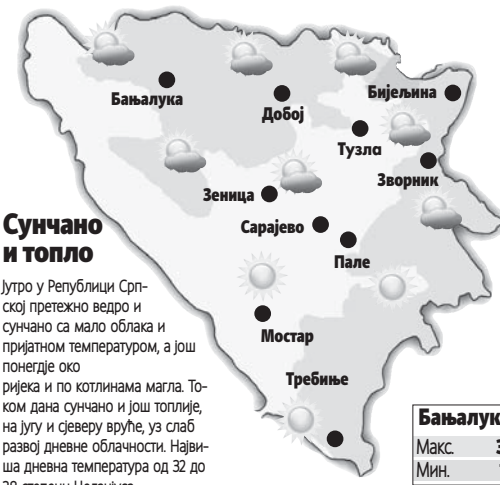 Бањалука
Добој
Бијељина
Тузла
Зворник
Зеница
Сарајево
Пале
Мостар
Требиње
Сунчано
и топло
Јутро у Републици Срп-
ској претежно ведро и
сунчано са мало облака и
пријатном температуром, а још
понегдје око
ријека и по котлинама магла. То-
ком дана сунчано и још топлије,
на југу и сјеверу вруће, уз слаб
развој дневне облачности. Најви-
ша дневна температура од 32 до
Макс.
Мин.